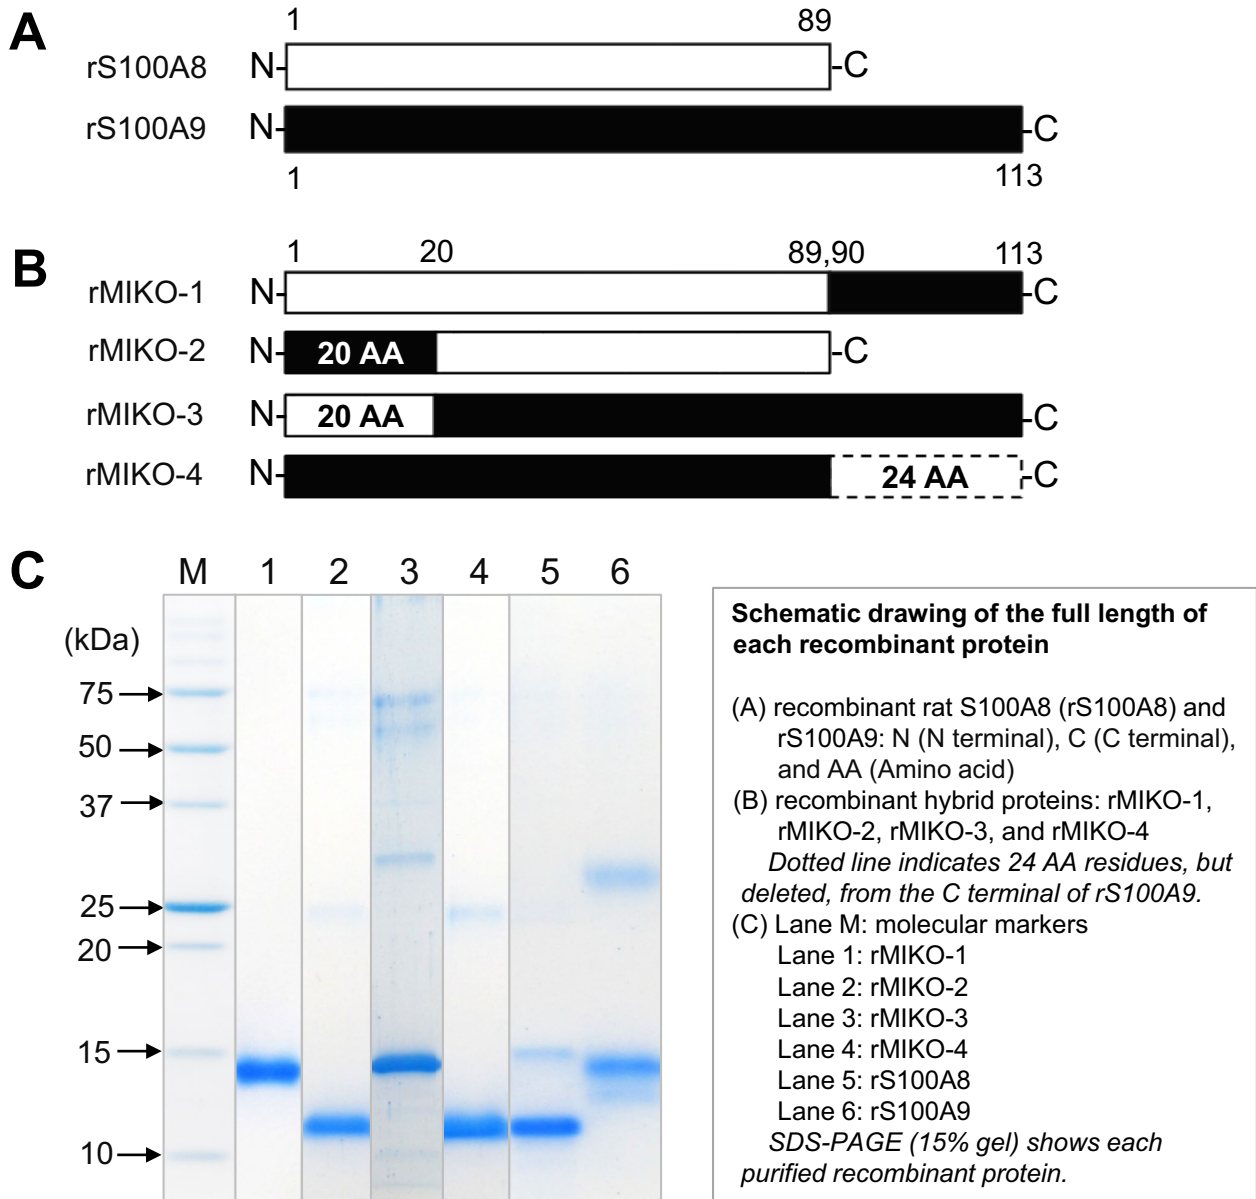 A
1 89
rS100A8 N- -C
rS100A9 N- -C
1 113
B
1 20 89,90 113
rMIKO-1 N- -C
rMIKO-2 N- 20 AA -C
rMIKO-3 N- 20 AA -C
rMIKO-4 N- 24 AA -C
C
M 1 2 3 4 5 6
(kDa)
75
50
37
25
20
15
10
Schematic drawing of the full length of
each recombinant protein
(A) recombinant rat S100A8 (rS100A8) and
rS100A9: N (N terminal), C (C terminal),
and AA (Amino acid)
(B) recombinant hybrid proteins: rMIKO-1,
rMIKO-2, rMIKO-3, and rMIKO-4
Dotted line indicates 24 AA residues, but
deleted, from the C terminal of rS100A9.
(C) Lane M: molecular markers
Lane 1: rMIKO-1
Lane 2: rMIKO-2
Lane 3: rMIKO-3
Lane 4: rMIKO-4
Lane 5: rS100A8
Lane 6: rS100A9
SDS-PAGE (15% gel) shows each
purified recombinant protein.